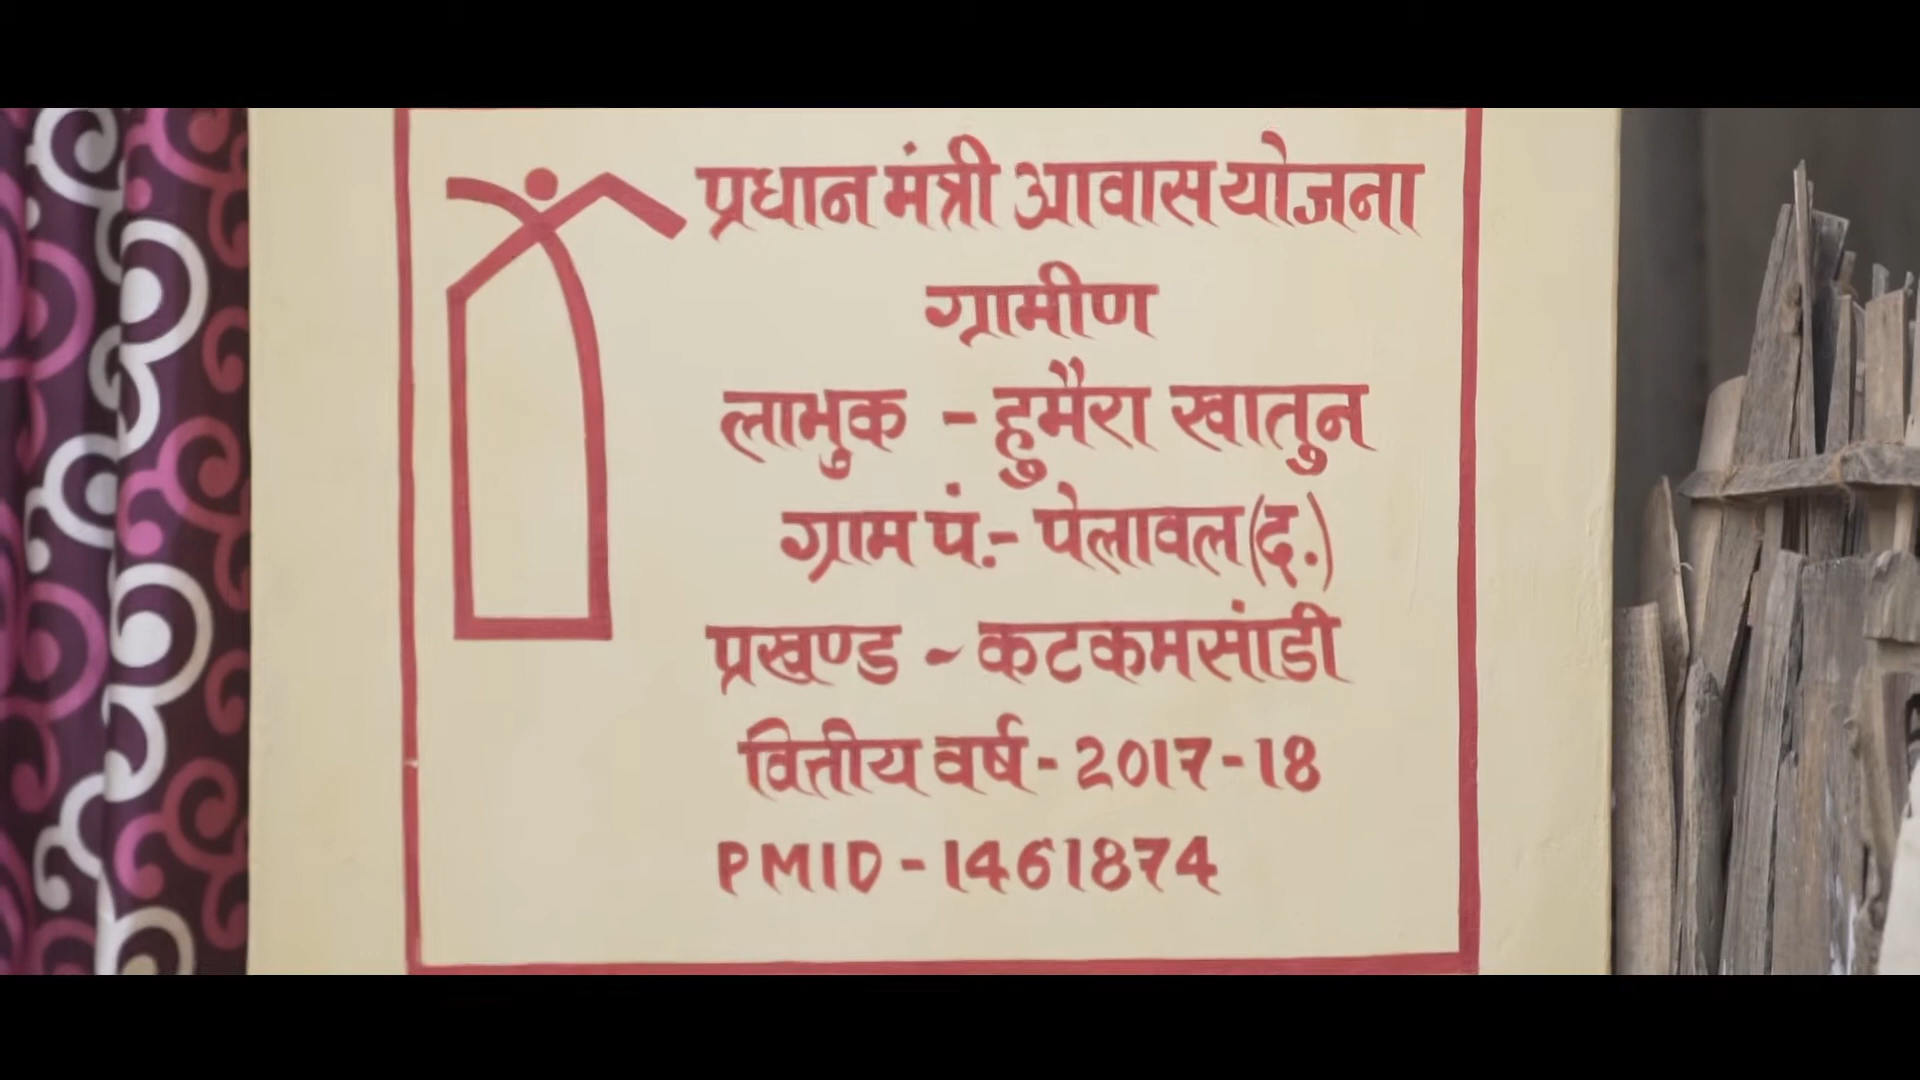 प्रधान मंत्री आवास योजना
ग्रामीण
लाभुक - हुमैरा खातुन
ग्राम पं.- पेलावल (द.)
प्रखण्ड - कटकमसांडी
वित्तीय वर्ष - 2017-18
PMID - 1461874